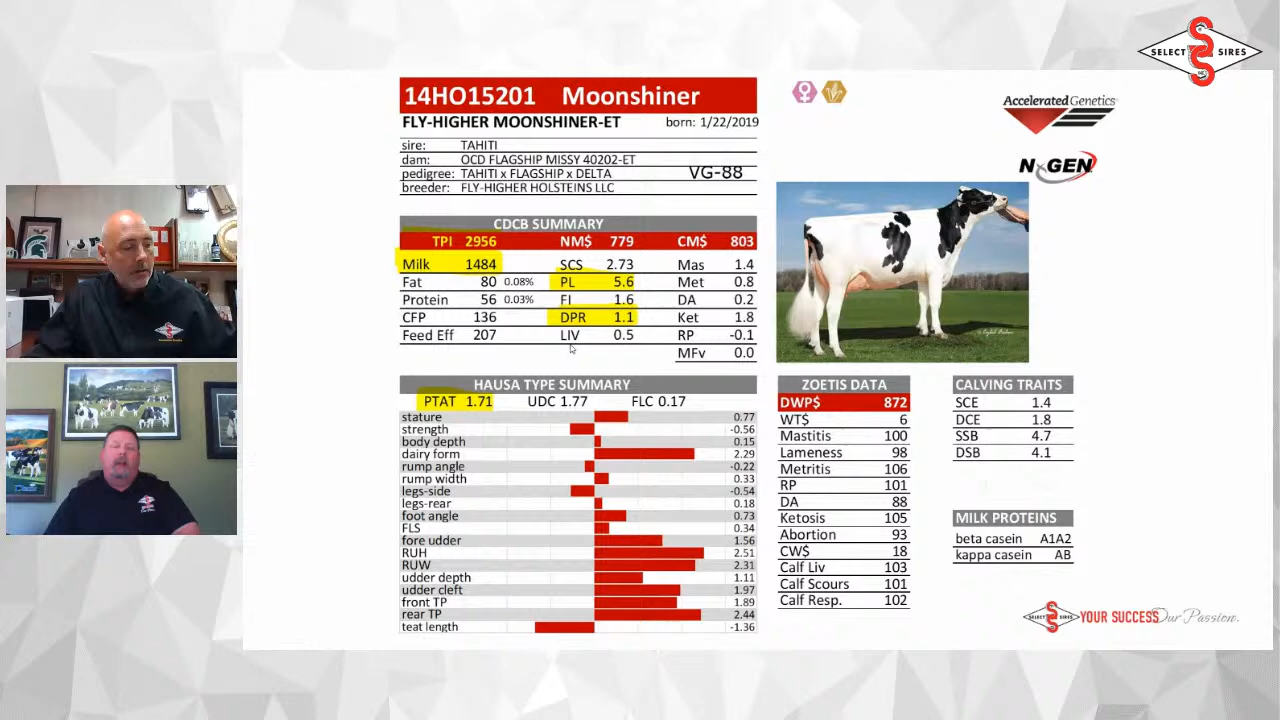 SELECT SIRES
INC
14HO15201 Moonshiner
FLY-HIGHER MOONSHINER-ET born: 1/22/2019
sire: TAHITI
dam: OCD FLAGSHIP MISSY 40202-ET
pedigree: TAHITI x FLAGSHIP x DELTA VG-88
breeder: FLY-HIGHER HOLSTEINS LLC
Accelerated Genetics
NxGEN
CDCB SUMMARY
TPI 2956 NM$ 779 CM$ 803
Milk 1484 SCS 2.73 Mas 1.4
Fat 80 0.08% PL 5.6 Met 0.8
Protein 56 0.03% FI 1.6 DA 0.2
CFP 136 DPR 1.1 Ket 1.8
Feed Eff 207 LIV 0.5 RP -0.1
MFv 0.0
HAUSA TYPE SUMMARY
PTAT 1.71 UDC 1.77 FLC 0.17
stature 0.77
strength -0.56
body depth 0.15
dairy form 2.29
rump angle -0.22
rump width 0.33
legs-side -0.54
legs-rear 0.18
foot angle 0.73
FLS 0.34
fore udder 1.56
RUH 2.51
RUW 2.31
udder depth 1.11
udder cleft 1.97
front TP 1.89
rear TP 2.44
teat length -1.36
ZOETIS DATA
DWP$ 872
WT$ 6
Mastitis 100
Lameness 98
Metritis 106
RP 101
DA 88
Ketosis 105
Abortion 93
CW$ 18
Calf Liv 103
Calf Scours 101
Calf Resp. 102
CALVING TRAITS
SCE 1.4
DCE 1.8
SSB 4.7
DSB 4.1
MILK PROTEINS
beta casein A1A2
kappa casein AB
SELECT SIRES YOUR SUCCESS Our Passion.